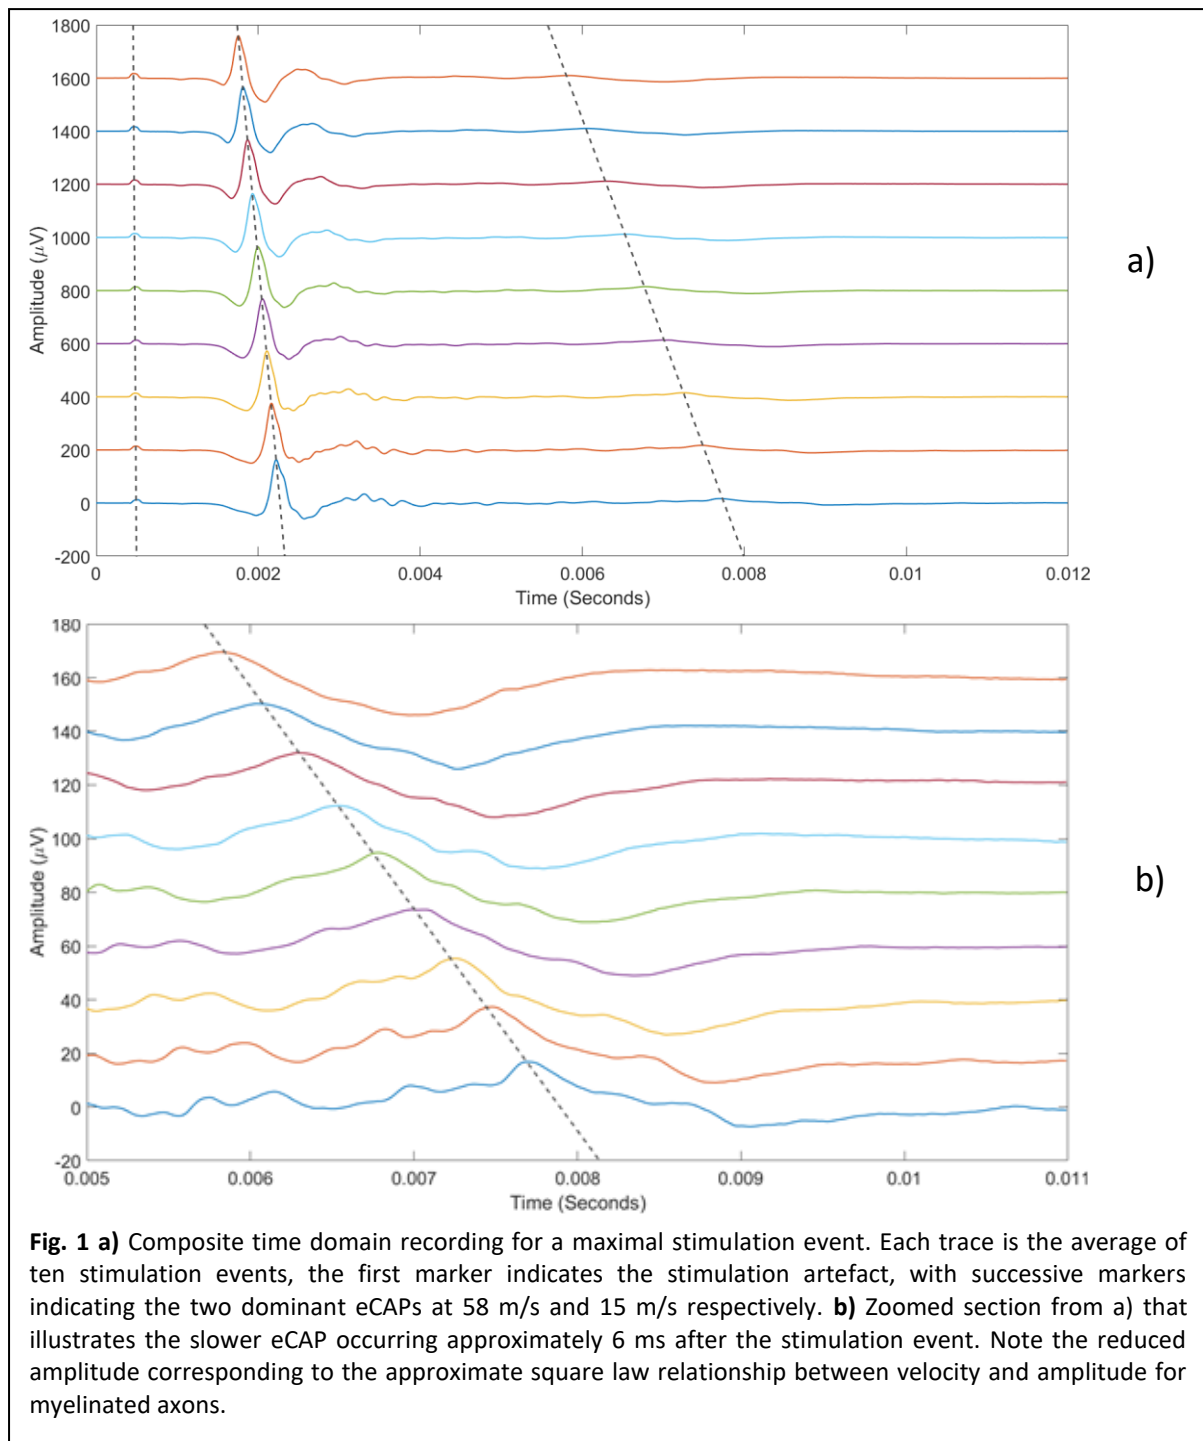 1800
1600
1400
1200
1000
800
600
400
200
0
-200
Amplitude (μV)
0 0.002 0.004 0.006 0.008 0.01 0.012
Time (Seconds)
a)
180
160
140
120
100
80
60
40
20
0
-20
Amplitude (μV)
0.005 0.006 0.007 0.008 0.009 0.01 0.011
Time (Seconds)
b)
Fig. 1 a) Composite time domain recording for a maximal stimulation event. Each trace is the average of
ten stimulation events, the first marker indicates the stimulation artefact, with successive markers
indicating the two dominant eCAPs at 58 m/s and 15 m/s respectively. b) Zoomed section from a) that
illustrates the slower eCAP occurring approximately 6 ms after the stimulation event. Note the reduced
amplitude corresponding to the approximate square law relationship between velocity and amplitude for
myelinated axons.